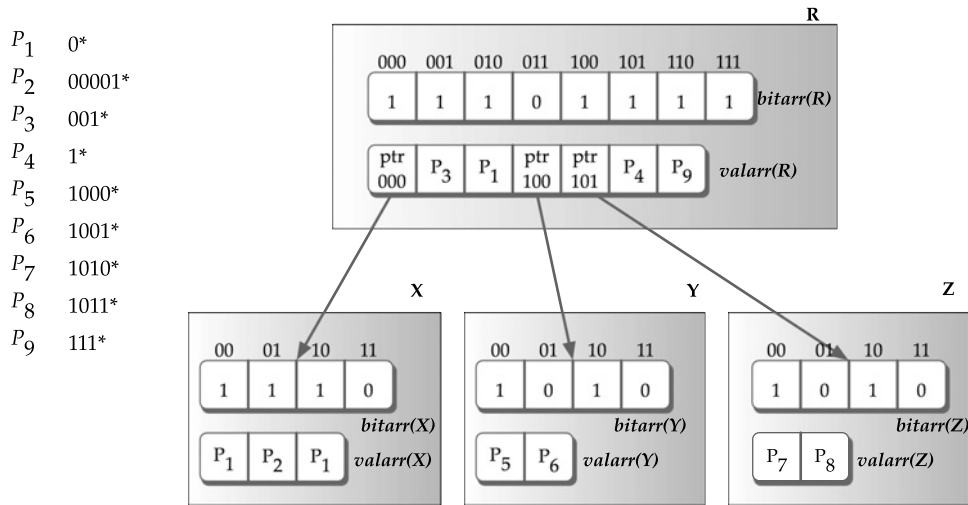 P1 0*
P2 00001*
P3 001*
P4 1*
P5 1000*
P6 1001*
P7 1010*
P8 1011*
P9 111*
R
000 001 010 011 100 101 110 111
1 1 1 0 1 1 1 1
bitarr(R)
ptr 000 P3 P1 ptr 100 ptr 101 P4 P9
valarr(R)
X
00 01 10 11
1 1 1 0
bitarr(X)
P1 P2 P1
valarr(X)
Y
00 01 10 11
1 0 1 0
bitarr(Y)
P5 P6
valarr(Y)
Z
00 01 10 11
1 0 1 0
bitarr(Z)
P7 P8
valarr(Z)